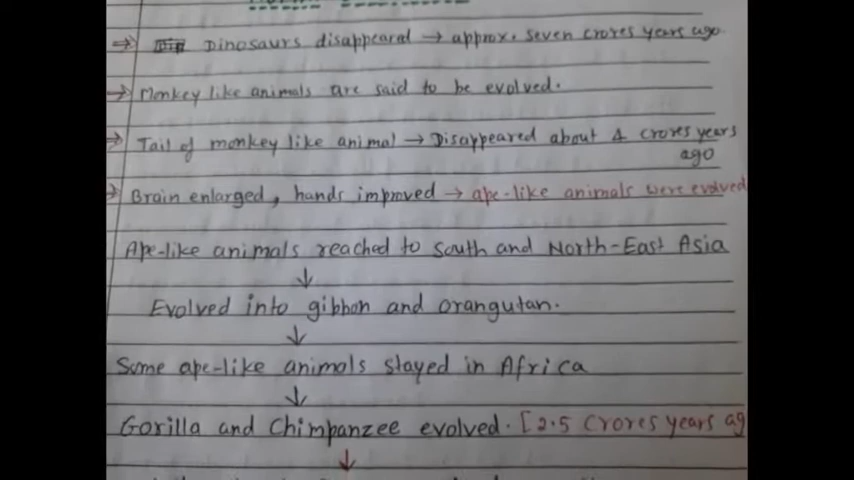 ⇒ Dinosaurs disappeared → approx. seven crores years ago.
⇒ Monkey like animals are said to be evolved.
⇒ Tail of monkey like animal → Disappeared about 4 crores years
ago
⇒ Brain enlarged, hands improved → ape-like animals were evolved
Ape-like animals reached to south and North-East Asia
↓
Evolved into gibbon and orangutan.
↓
Some ape-like animals stayed in Africa
↓
Gorilla and Chimpanzee evolved. [2.5 Crores years ag
↓